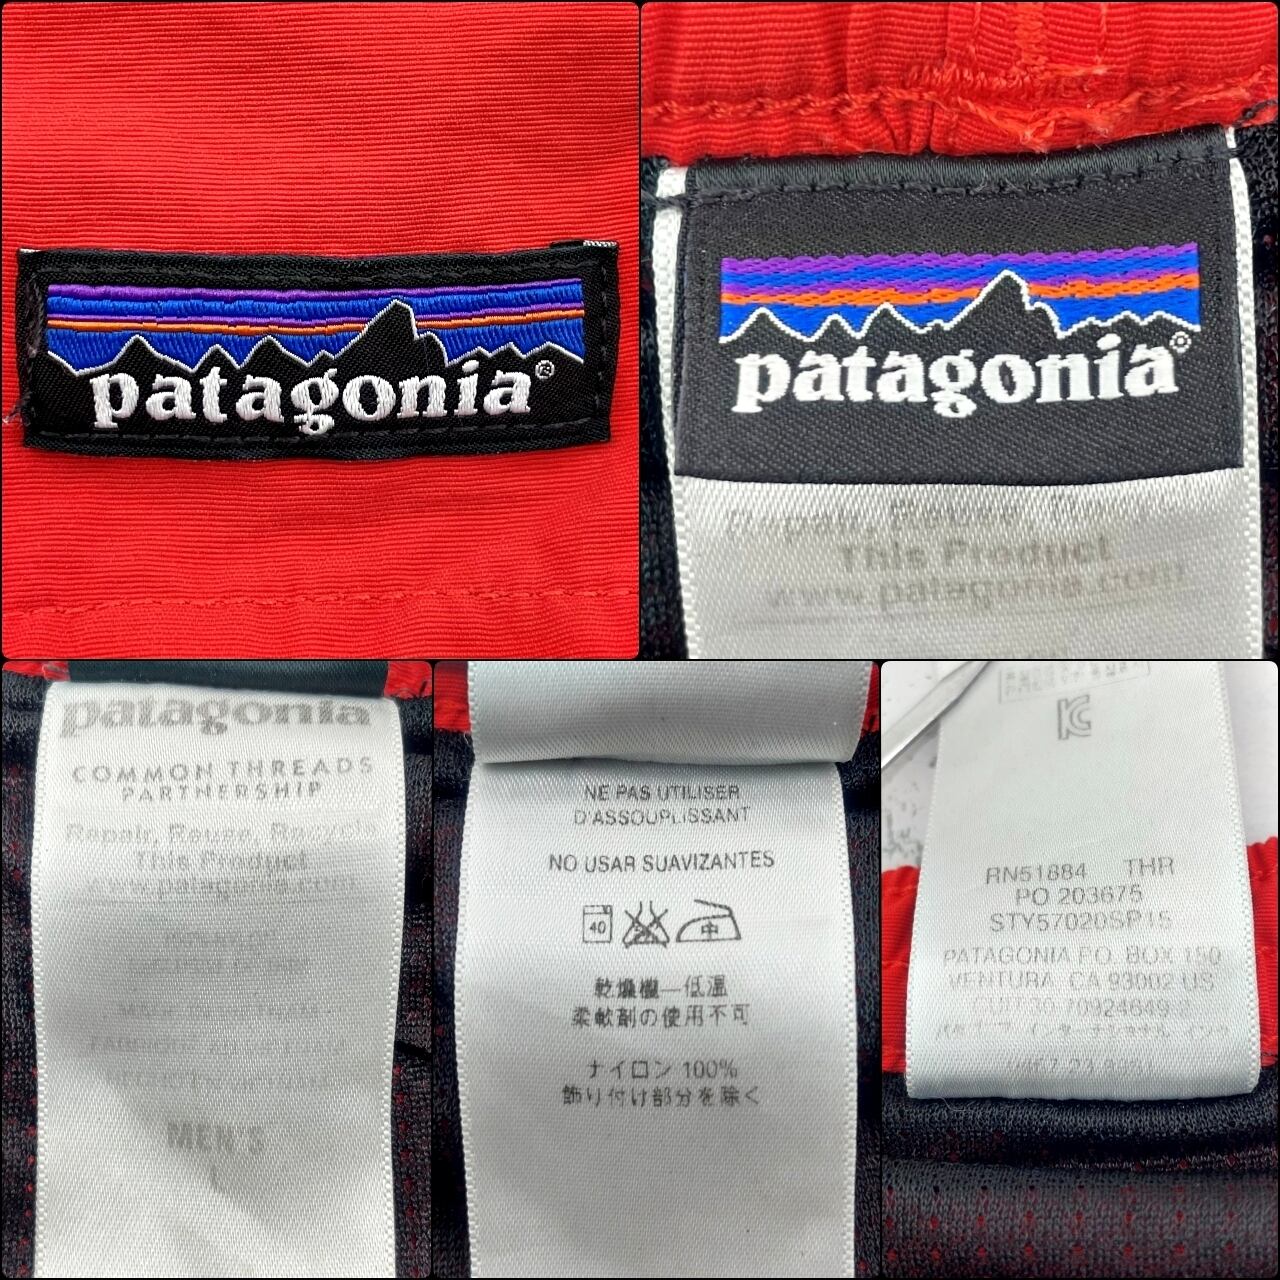 patagonia®
patagonia®
Repair, Reuse,
This Product
www.patagonia.com
patagonia
COMMON THREADS
PARTNERSHIP
Repair, Reuse, Recycle
This Product
www.patagonia.com
MEN'S
L
NE PAS UTILISER
D'ASSOUPLISSANT
NO USAR SUAVIZANTES
40
中
乾燥機—低温
柔軟剤の使用不可
ナイロン 100%
飾り付け部分を除く
RN51884 THR
PO 203675
STY57020SP15
PATAGONIA P.O. BOX 150
VENTURA, CA 93002 US